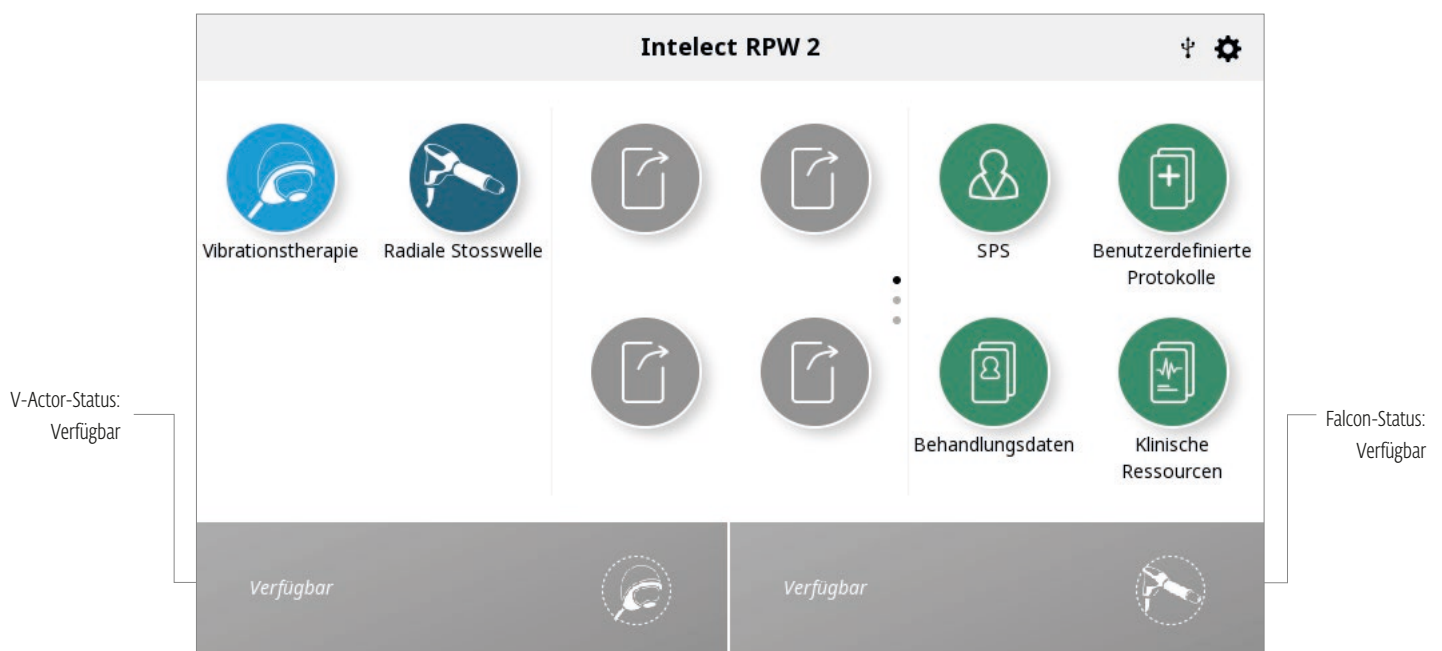 Intelect RPW 2
Vibrationstherapie
Radiale Stosswelle
SPS
Benutzerdefinierte
Protokolle
V-Actor-Status:
Verfügbar
Behandlungsdaten
Klinische
Ressourcen
Falcon-Status:
Verfügbar
Verfügbar
Verfügbar